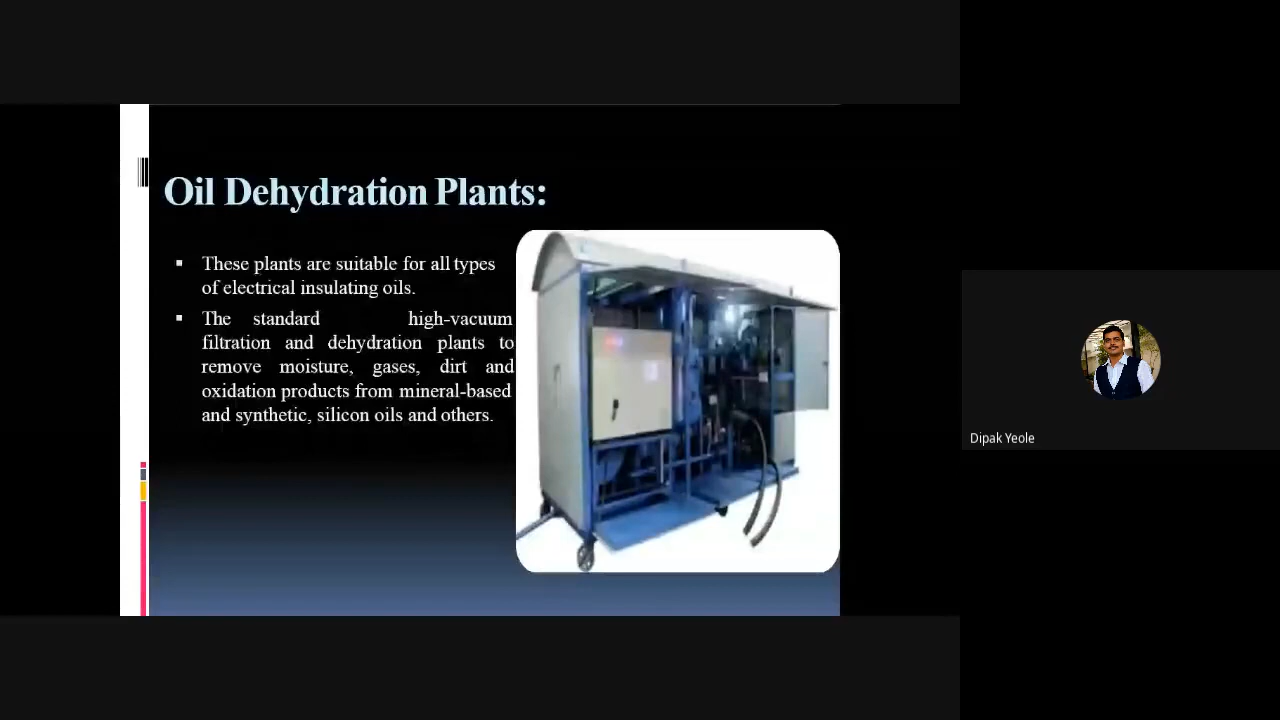 Oil Dehydration Plants:
▪ These plants are suitable for all types
of electrical insulating oils.
▪ The standard high-vacuum
filtration and dehydration plants to
remove moisture, gases, dirt and
oxidation products from mineral-based
and synthetic, silicon oils and others.
Dipak Yeole